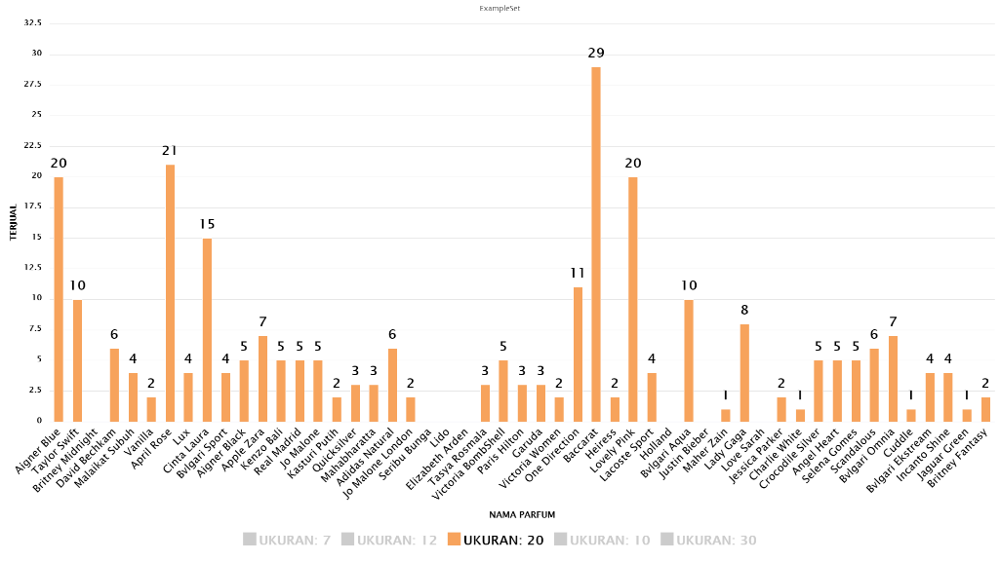 ExampleSet
32.5
30
27.5
25
22.5
20
17.5
15
12.5
10
7.5
5
2.5
0
TERJUAL
20
10
6
4
2
21
4
15
4
5
7
5
5
5
2
3
3
6
2
3
5
3
3
2
11
29
2
20
4
10
1
8
2
1
5
5
5
6
7
1
4
4
1
2
Aigner Blue
Taylor Swift
Britney Midnight
David Bechkam
Malaikat Subuh
Vanilla
April Rose
Lux
Cinta Laura
Bvlgari Sport
Aigner Black
Apple Zara
Kenzo Bali
Real Madrid
Jo Malone
Kasturi Putih
Quicksilver
Mahabharatta
Adidas Natural
Jo Malone London
Seribu Bunga
Lido
Elizabeth Arden
Tasya Rosmala
Victoria BombShell
Paris Hilton
Garuda
Victoria Women
One Direction
Baccarat
Heiress
Lovely Pink
Lacoste Sport
Holland
Bvlgari Aqua
Justin Bieber
Maher Zain
Lady Gaga
Love Sarah
Jessica Parker
Charlie White
Crocodile Silver
Angel Heart
Selena Gomes
Scandalous
Bvlgari Omnia
Cuddle
Bvlgari Ekstream
Incanto Shine
Jaguar Green
Britney Fantasy
NAMA PARFUM
UKURAN: 7 UKURAN: 12 UKURAN: 20 UKURAN: 10 UKURAN: 30